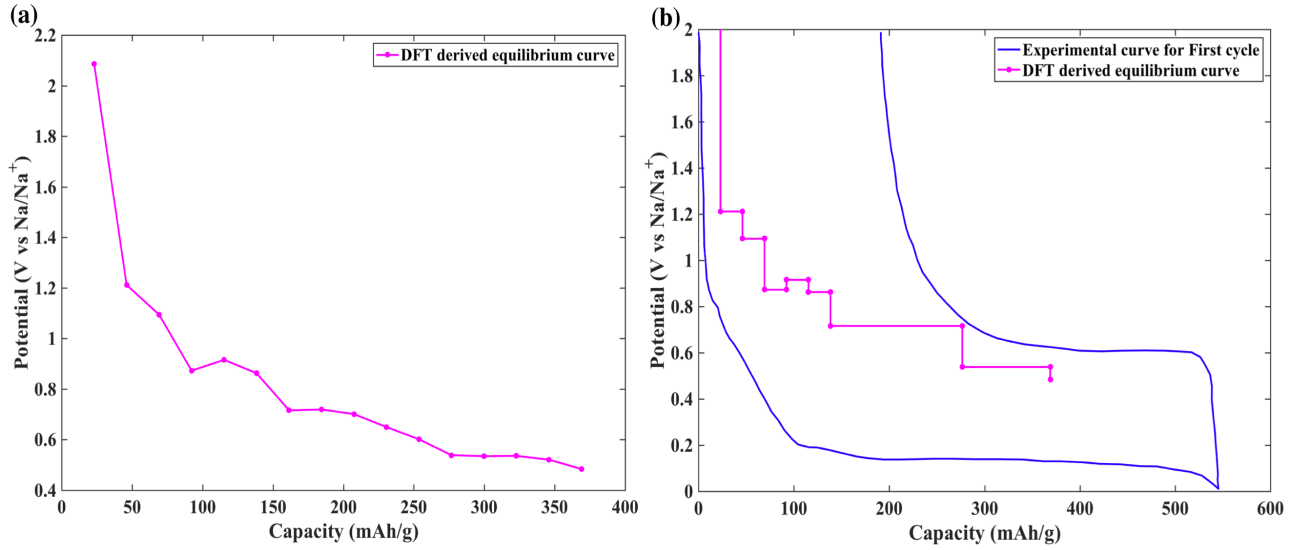 (a)
2.2
2
1.8
1.6
1.4
1.2
1
0.8
0.6
0.4
Potential (V vs Na/Na+)
DFT derived equilibrium curve
0 50 100 150 200 250 300 350 400
Capacity (mAh/g)
(b)
2
1.8
1.6
1.4
1.2
1
0.8
0.6
0.4
0.2
0
Potential (V vs Na/Na+)
Experimental curve for First cycle
DFT derived equilibrium curve
0 100 200 300 400 500 600
Capacity (mAh/g)